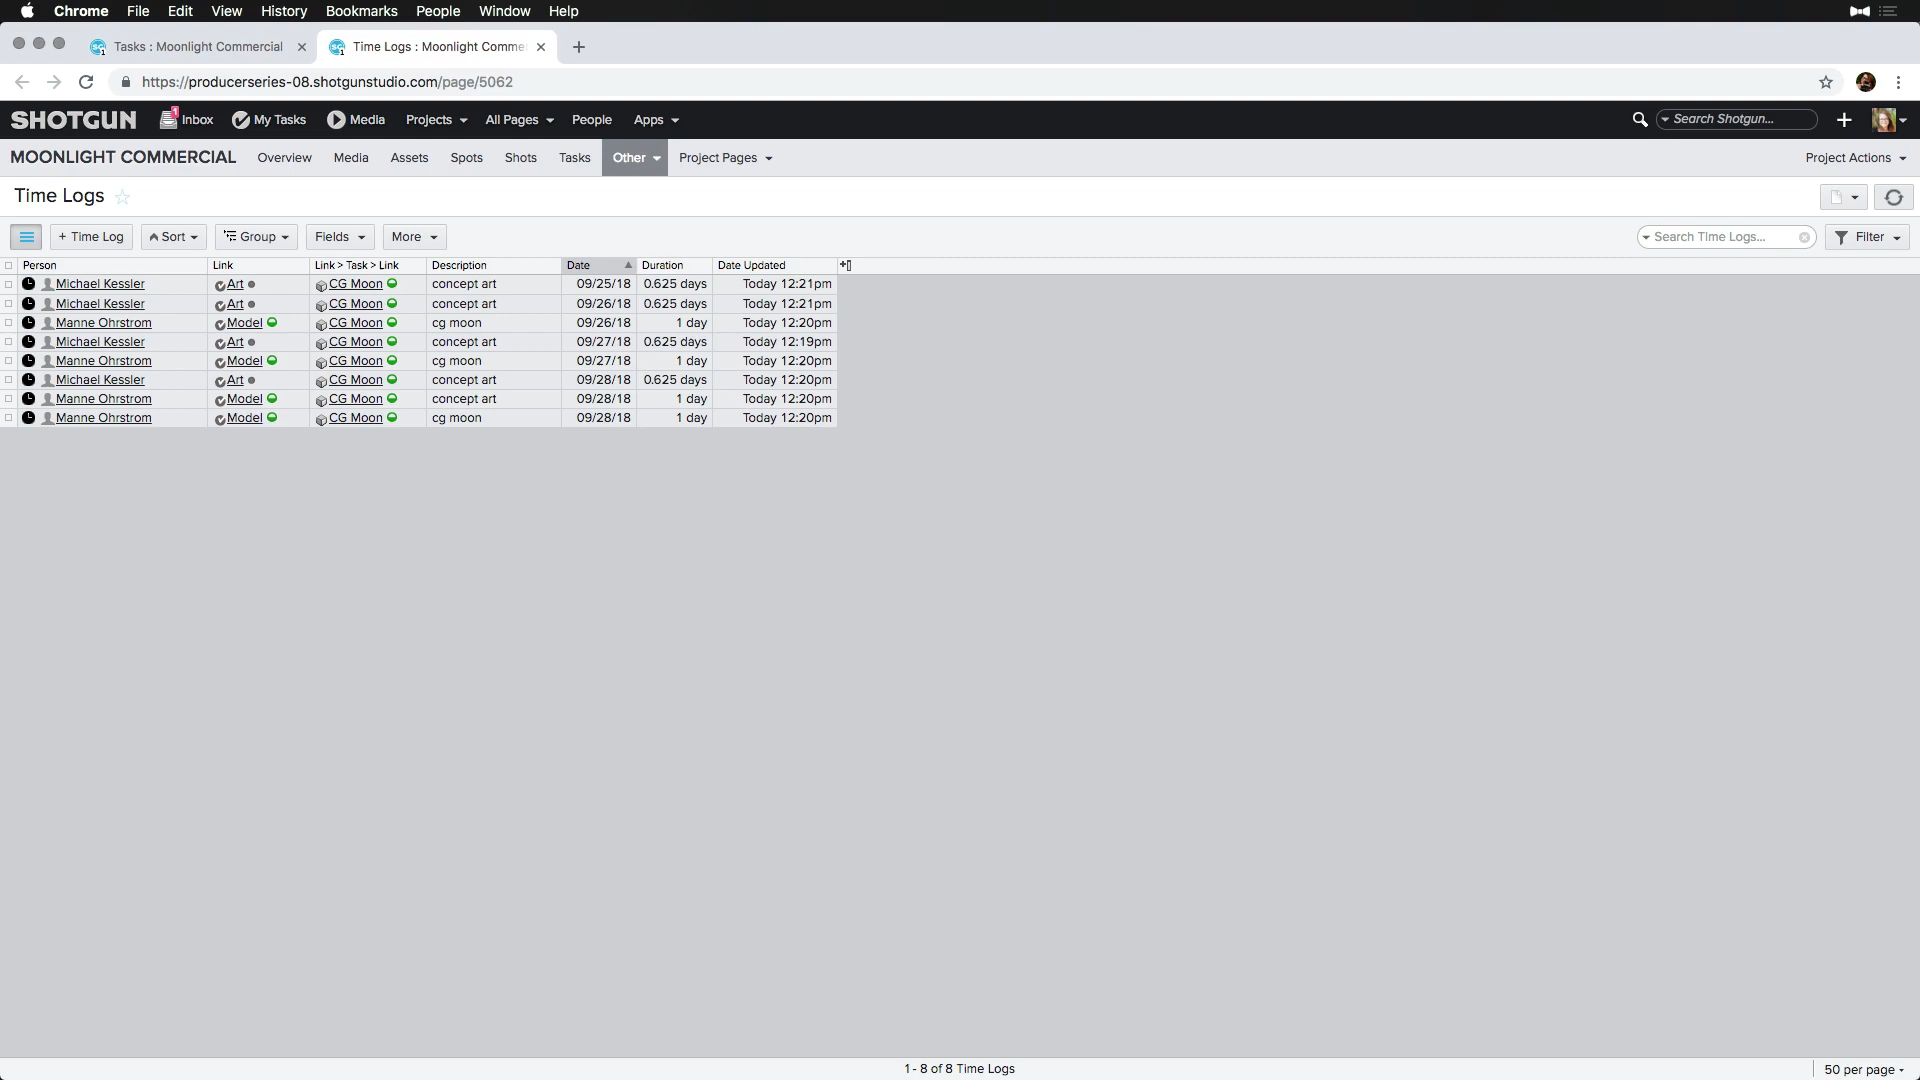 Chrome File Edit View History Bookmarks People Window Help
Tasks : Moonlight Commercial Time Logs : Moonlight Comme
https://producerseries-08.shotgunstudio.com/page/5062
SHOTGUN 1 Inbox My Tasks Media Projects All Pages People Apps Search Shotgun...
MOONLIGHT COMMERCIAL Overview Media Assets Spots Shots Tasks Other Project Pages Project Actions
Time Logs
+ Time Log Sort Group Fields More Search Time Logs... Filter
Person Link Link > Task > Link Description Date Duration Date Updated
Michael Kessler Art CG Moon concept art 09/25/18 0.625 days Today 12:21pm
Michael Kessler Art CG Moon concept art 09/26/18 0.625 days Today 12:21pm
Manne Ohrstrom Model CG Moon cg moon 09/26/18 1 day Today 12:20pm
Michael Kessler Art CG Moon concept art 09/27/18 0.625 days Today 12:19pm
Manne Ohrstrom Model CG Moon cg moon 09/27/18 1 day Today 12:20pm
Michael Kessler Art CG Moon concept art 09/28/18 0.625 days Today 12:20pm
Manne Ohrstrom Model CG Moon concept art 09/28/18 1 day Today 12:20pm
Manne Ohrstrom Model CG Moon cg moon 09/28/18 1 day Today 12:20pm
1 - 8 of 8 Time Logs 50 per page